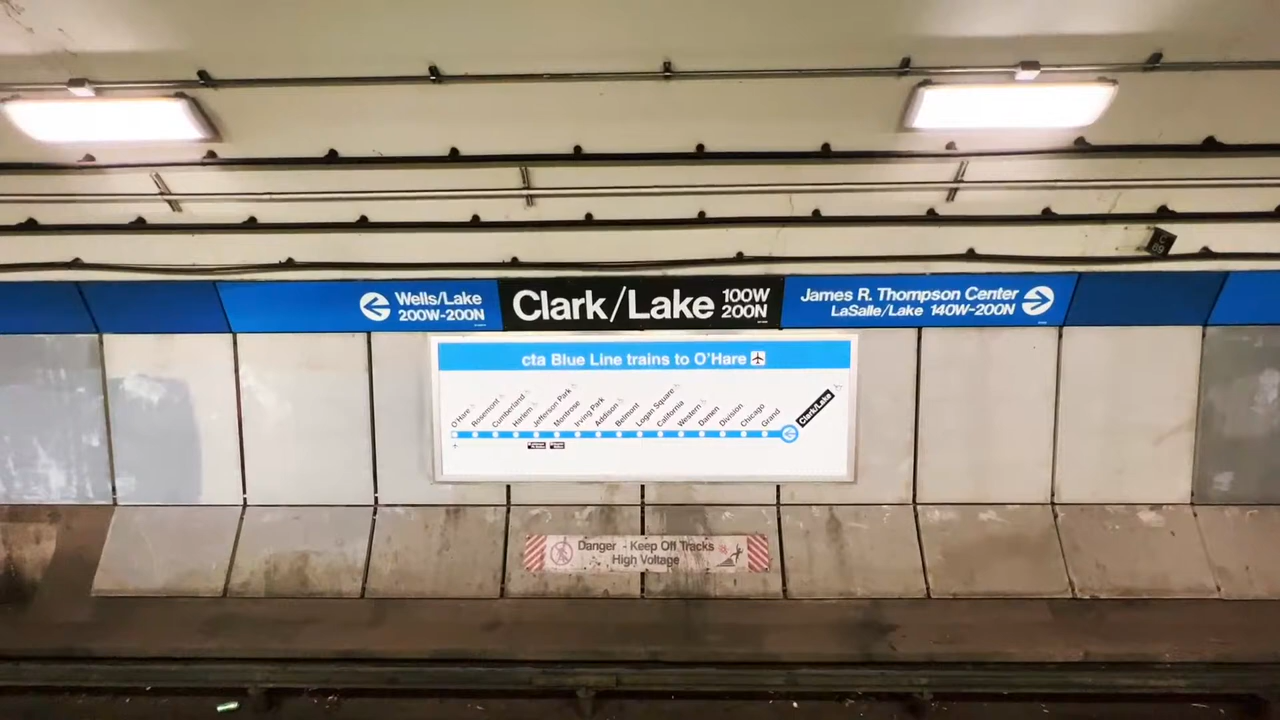 Wells/Lake
200W-200N
Clark/Lake
100W
200N
James R. Thompson Center
LaSalle/Lake 140W-200N
cta Blue Line trains to O'Hare
O'Hare
Rosemont
Cumberland
Harlem
Jefferson Park
Montrose
Irving Park
Addison
Belmont
Logan Square
California
Western
Damen
Division
Chicago
Grand
Clark/Lake
Danger - Keep Off Tracks
High Voltage